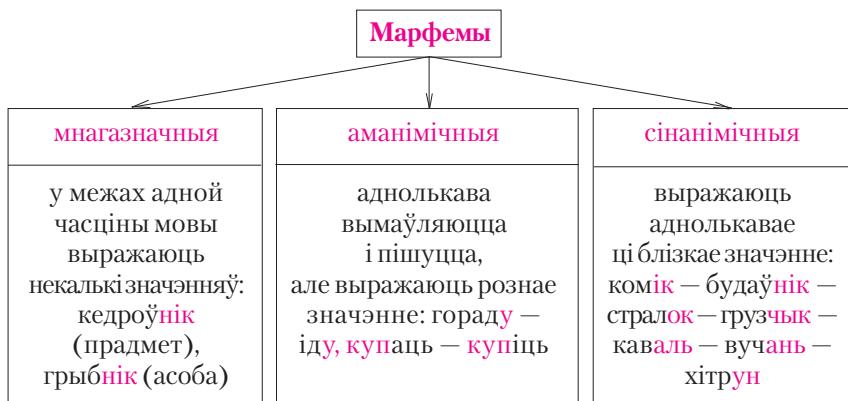 Марфемы
мнагазначныя
у межах адной
часціны мовы
выражаюць
некалькі значэнняў:
кедроўнік
(прадмет),
грыбнік (асоба)
аманімічныя
аднолькава
вымаўляюцца
і пішуцца,
але выражаюць рознае
значэнне: гораду —
іду, купаць — купіць
сінанімічныя
выражаюць
аднолькавае
ці блізкае значэнне:
комік — будаўнік —
стралок — грузчык —
каваль — вучань —
хітрун